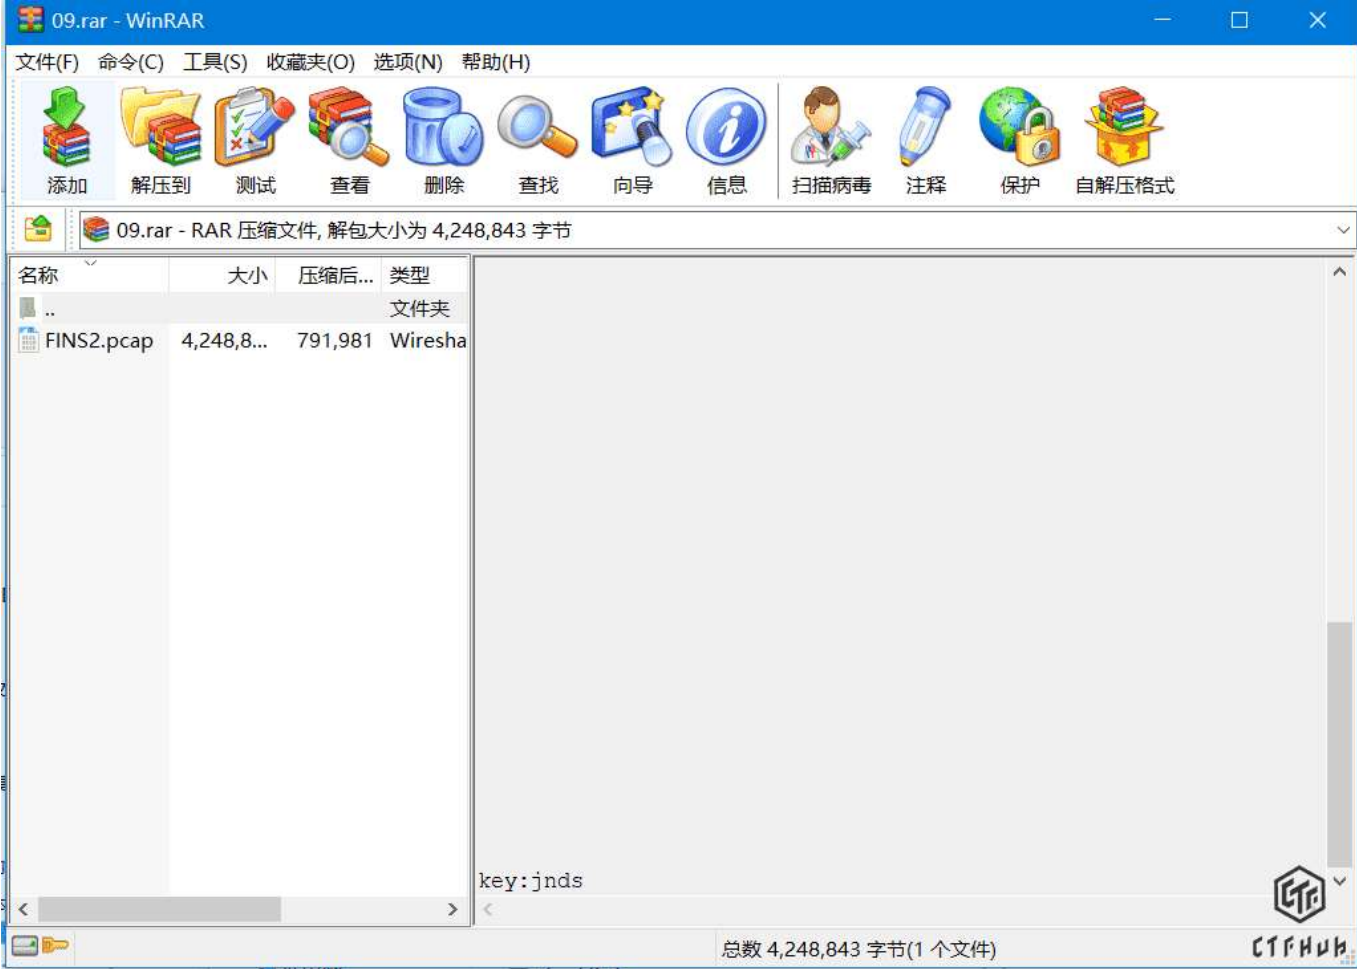 09.rar - WinRAR
文件(F) 命令(C) 工具(S) 收藏夹(O) 选项(N) 帮助(H)
添加 解压到 测试 查看 删除 查找 向导 信息 扫描病毒 注释 保护 自解压格式
09.rar - RAR 压缩文件, 解包大小为 4,248,843 字节
名称 大小 压缩后... 类型
.. 文件夹
FINS2.pcap 4,248,8... 791,981 Wiresha
key:jnds
总数 4,248,843 字节(1 个文件)
CTFHub